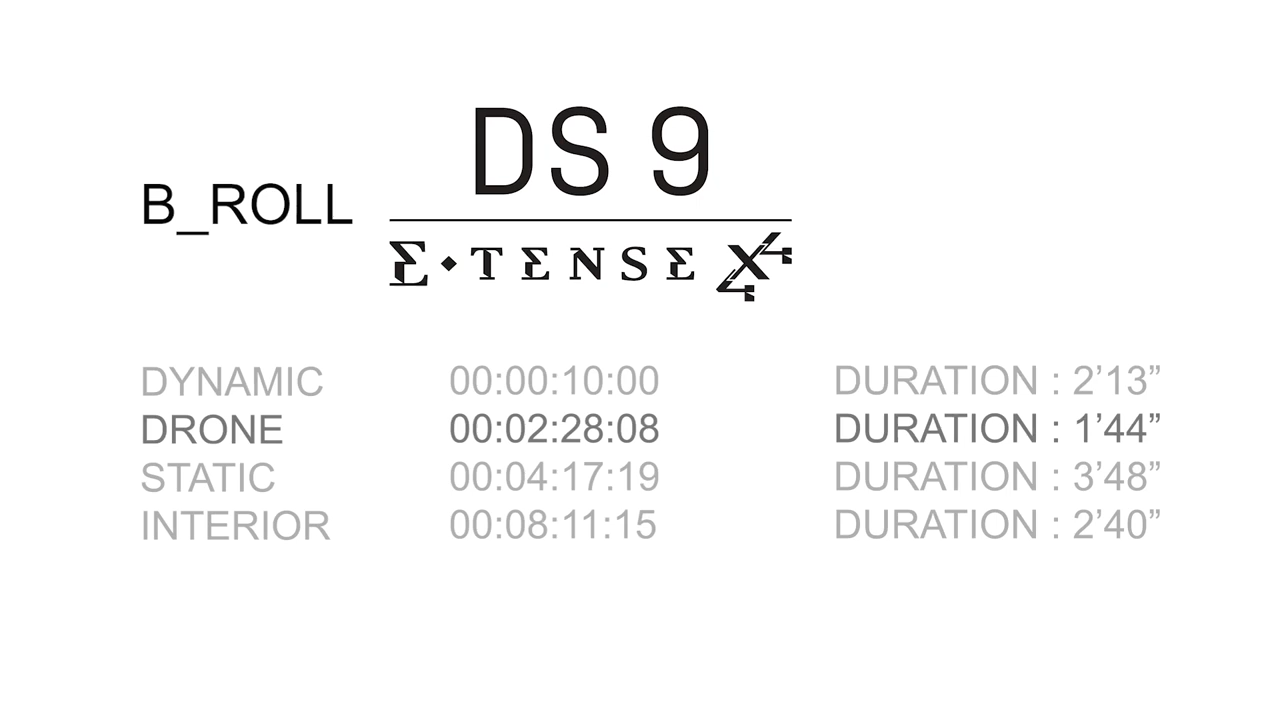 DS 9
B_ROLL
E·TENSE 4x4
DYNAMIC 00:00:10:00 DURATION : 2’13”
DRONE 00:02:28:08 DURATION : 1’44”
STATIC 00:04:17:19 DURATION : 3’48”
INTERIOR 00:08:11:15 DURATION : 2’40”